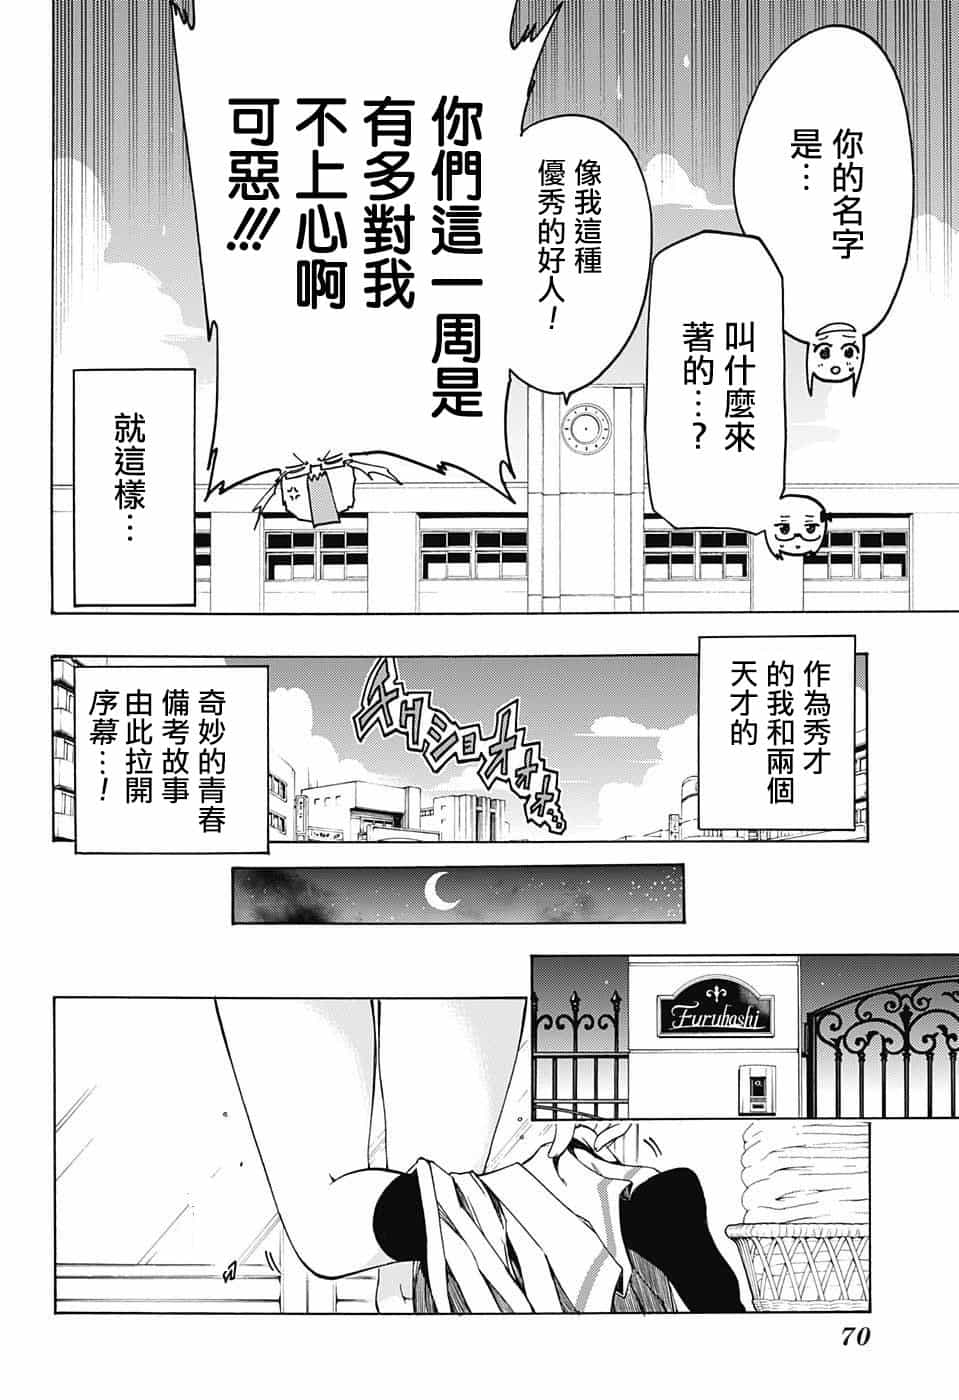 你的名字
是…
叫什麼來
著的…？
像我這種
優秀的好人！
你們這一周是
有多對我
不上心啊
可惡!!!
就這樣…
作為秀才
的我和兩個
天才的
奇妙的青春
備考故事
由此拉開
序幕…！
Furuhashi
70